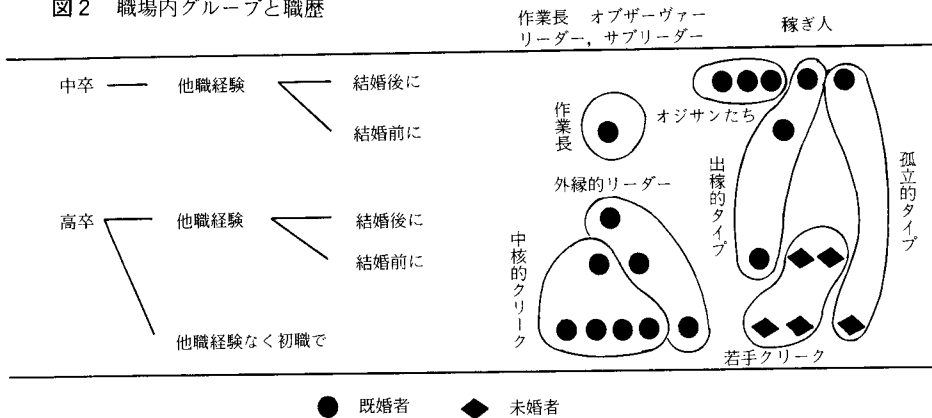 図2 職場内グループと職歴
作業長 オブザーヴァー
リーダー,サブリーダー
稼ぎ人
中卒 他職経験 結婚後に
結婚前に
作業長
オジサンたち
出稼的タイプ
孤立的タイプ
外縁的リーダー
高卒 他職経験 結婚後に
結婚前に
中核的クリーク
他職経験なく初職で
若手クリーク
既婚者 未婚者